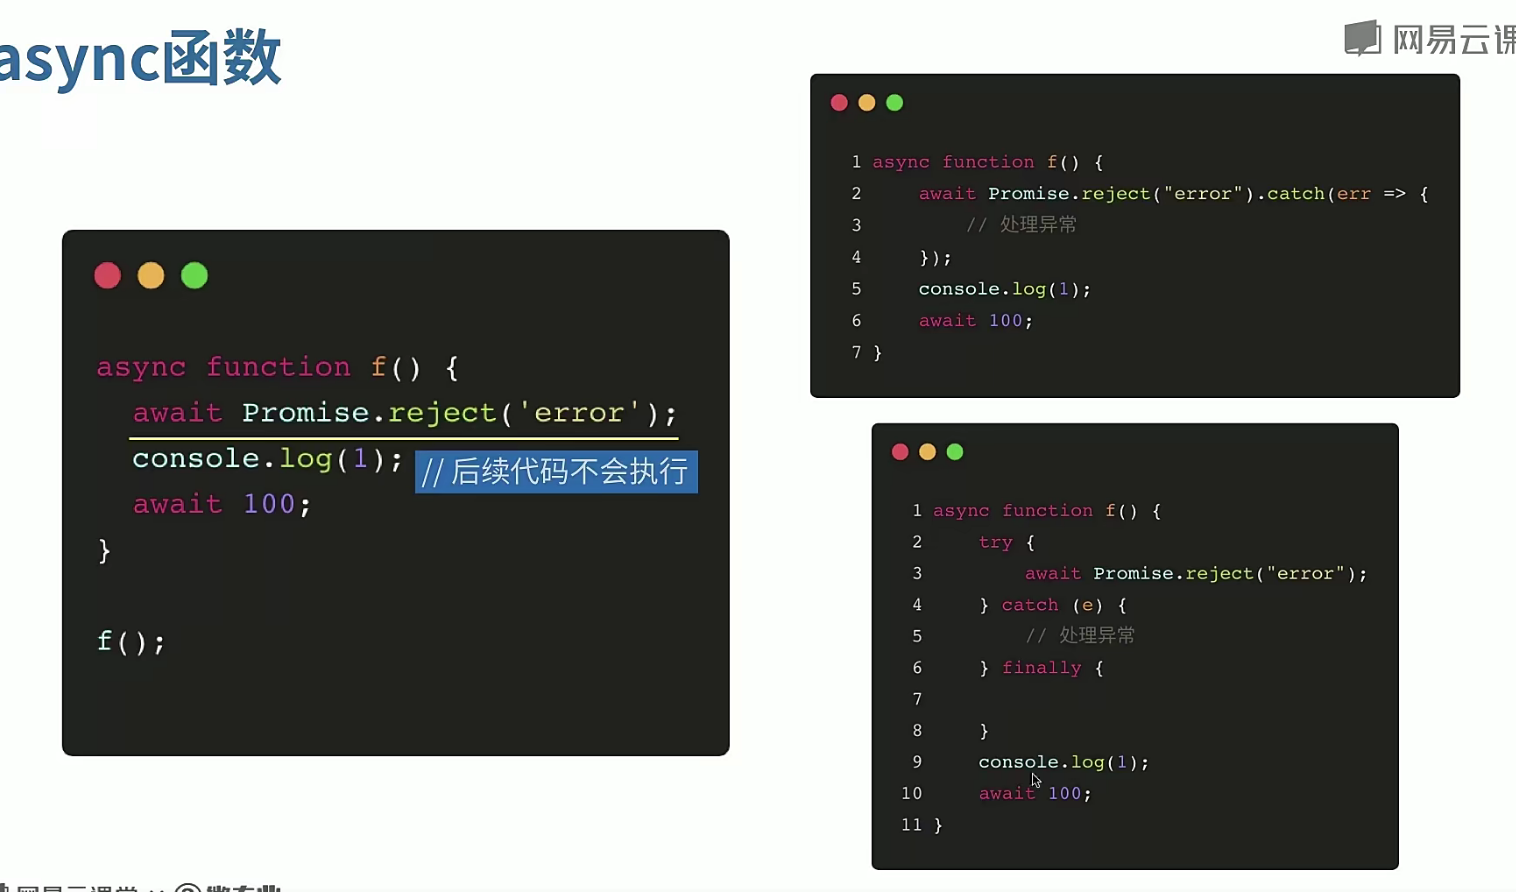 async函数
网易云课
async function f() {
await Promise.reject('error');
console.log(1); // 后续代码不会执行
await 100;
}
f();
1 async function f() {
2 await Promise.reject("error").catch(err => {
3 // 处理异常
4 });
5 console.log(1);
6 await 100;
7 }
1 async function f() {
2 try {
3 await Promise.reject("error");
4 } catch (e) {
5 // 处理异常
6 } finally {
7
8 }
9 console.log(1);
10 await 100;
11 }